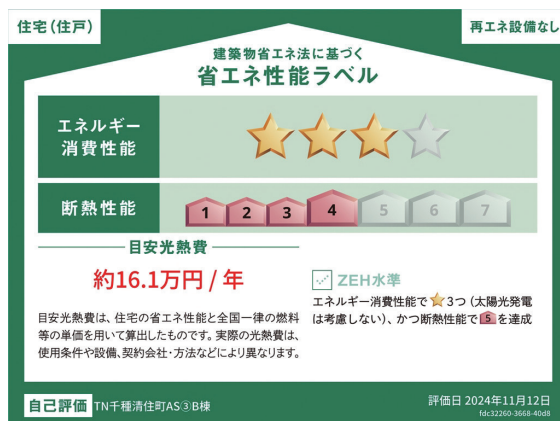 住宅(住戸)
再エネ設備なし
建築物省エネ法に基づく
省エネ性能ラベル
エネルギー
消費性能
断熱性能
1 2 3 4 5 6 7
目安光熱費
約16.1万円 / 年
目安光熱費は、住宅の省エネ性能と全国一律の燃料
等の単価を用いて算出したものです。実際の光熱費は、
使用条件や設備、契約会社・方法などにより異なります。
ZEH水準
エネルギー消費性能で3つ(太陽光発電
は考慮しない)、かつ断熱性能で5を達成
自己評価 TN千種清住町AS③B棟
評価日 2024年11月12日
fdc32260-3668-40d8